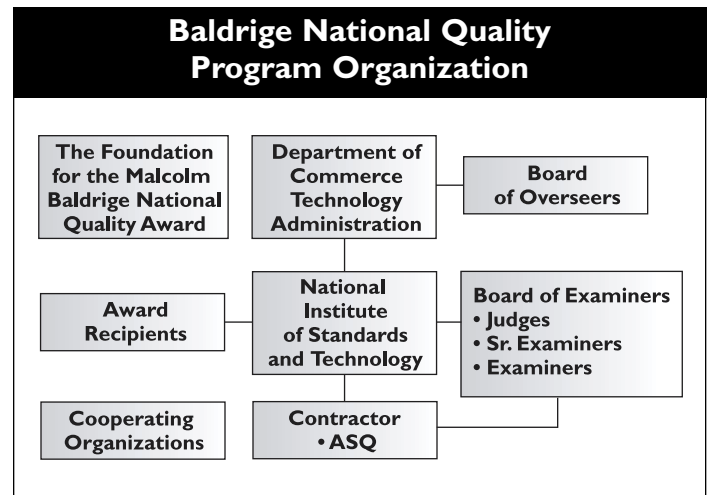 Baldrige National Quality
Program Organization
The Foundation
for the Malcolm
Baldrige National
Quality Award
Department of
Commerce
Technology
Administration
Board
of Overseers
Award
Recipients
National
Institute
of Standards
and Technology
Board of Examiners
• Judges
• Sr. Examiners
• Examiners
Cooperating
Organizations
Contractor
• ASQ